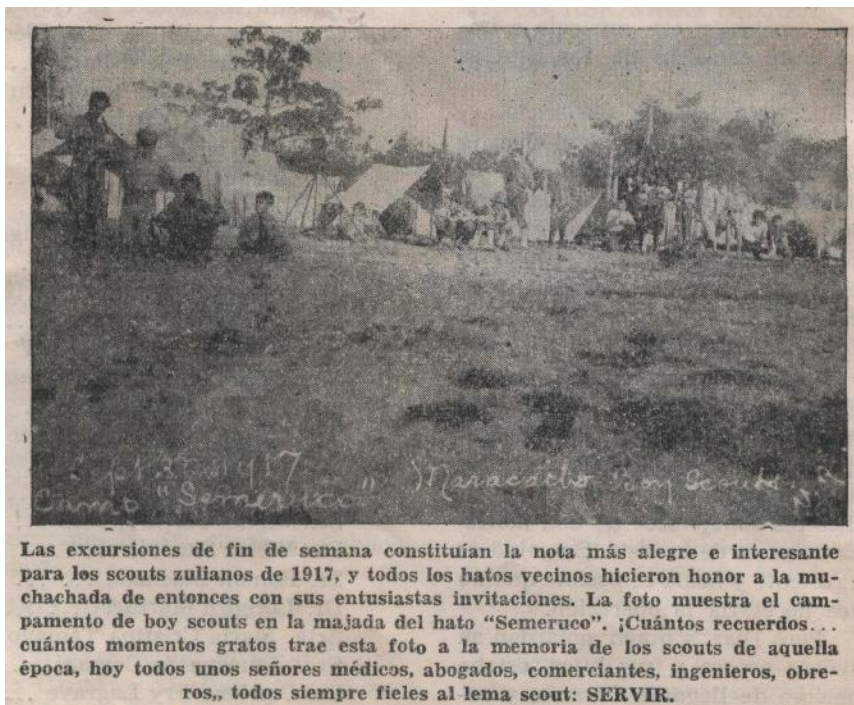 1917
Camp "Semeruco" Maracaibo Boy Scouts.
Las excursiones de fin de semana constituían la nota más alegre e interesante
para los scouts zulianos de 1917, y todos los hatos vecinos hicieron honor a la mu-
chachada de entonces con sus entusiastas invitaciones. La foto muestra el cam-
pamento de boy scouts en la majada del hato "Semeruco". ¡Cuántos recuerdos...
cuántos momentos gratos trae esta foto a la memoria de los scouts de aquella
época, hoy todos unos señores médicos, abogados, comerciantes, ingenieros, obre-
ros,, todos siempre fieles al lema scout: SERVIR.